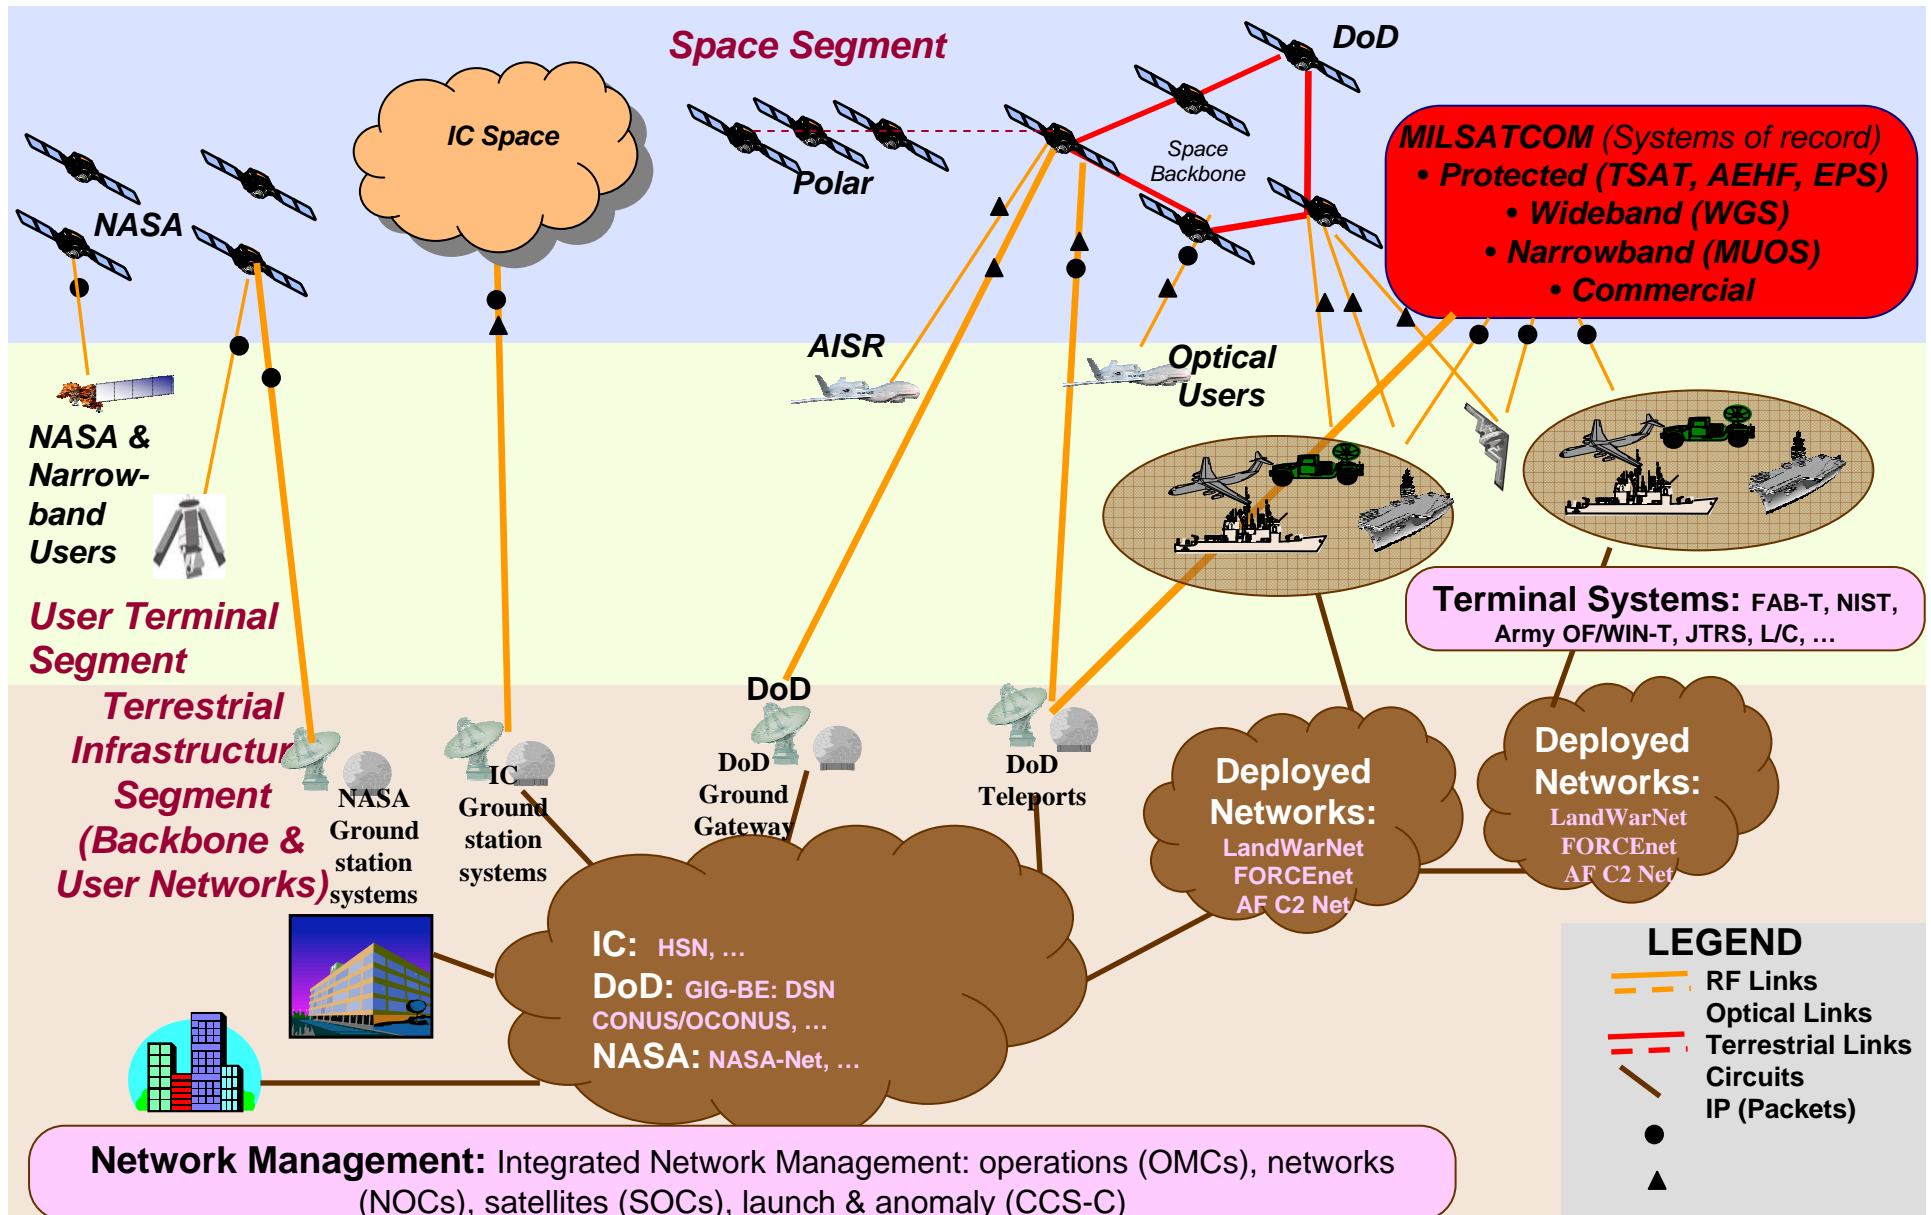 Space Segment
DoD
IC Space
Polar
Space
Backbone
NASA
MILSATCOM (Systems of record)
• Protected (TSAT, AEHF, EPS)
• Wideband (WGS)
• Narrowband (MUOS)
• Commercial
AISR
Optical
Users
NASA &
Narrow-
band
Users
User Terminal
Segment
Terminal Systems: FAB-T, NIST,
Army OF/WIN-T, JTRS, L/C, …
Terrestrial
Infrastructur
Segment
(Backbone &
User Networks)
NASA
Ground
station
systems
IC
Ground
station
systems
DoD
DoD
Ground
Gateway
DoD
Teleports
Deployed
Networks:
LandWarNet
FORCEnet
AF C2 Net
Deployed
Networks:
LandWarNet
FORCEnet
AF C2 Net
IC: HSN, …
DoD: GIG-BE: DSN
CONUS/OCONUS, …
NASA: NASA-Net, …
LEGEND
RF Links
Optical Links
Terrestrial Links
Circuits
IP (Packets)
Network Management: Integrated Network Management: operations (OMCs), networks
(NOCs), satellites (SOCs), launch & anomaly (CCS-C)